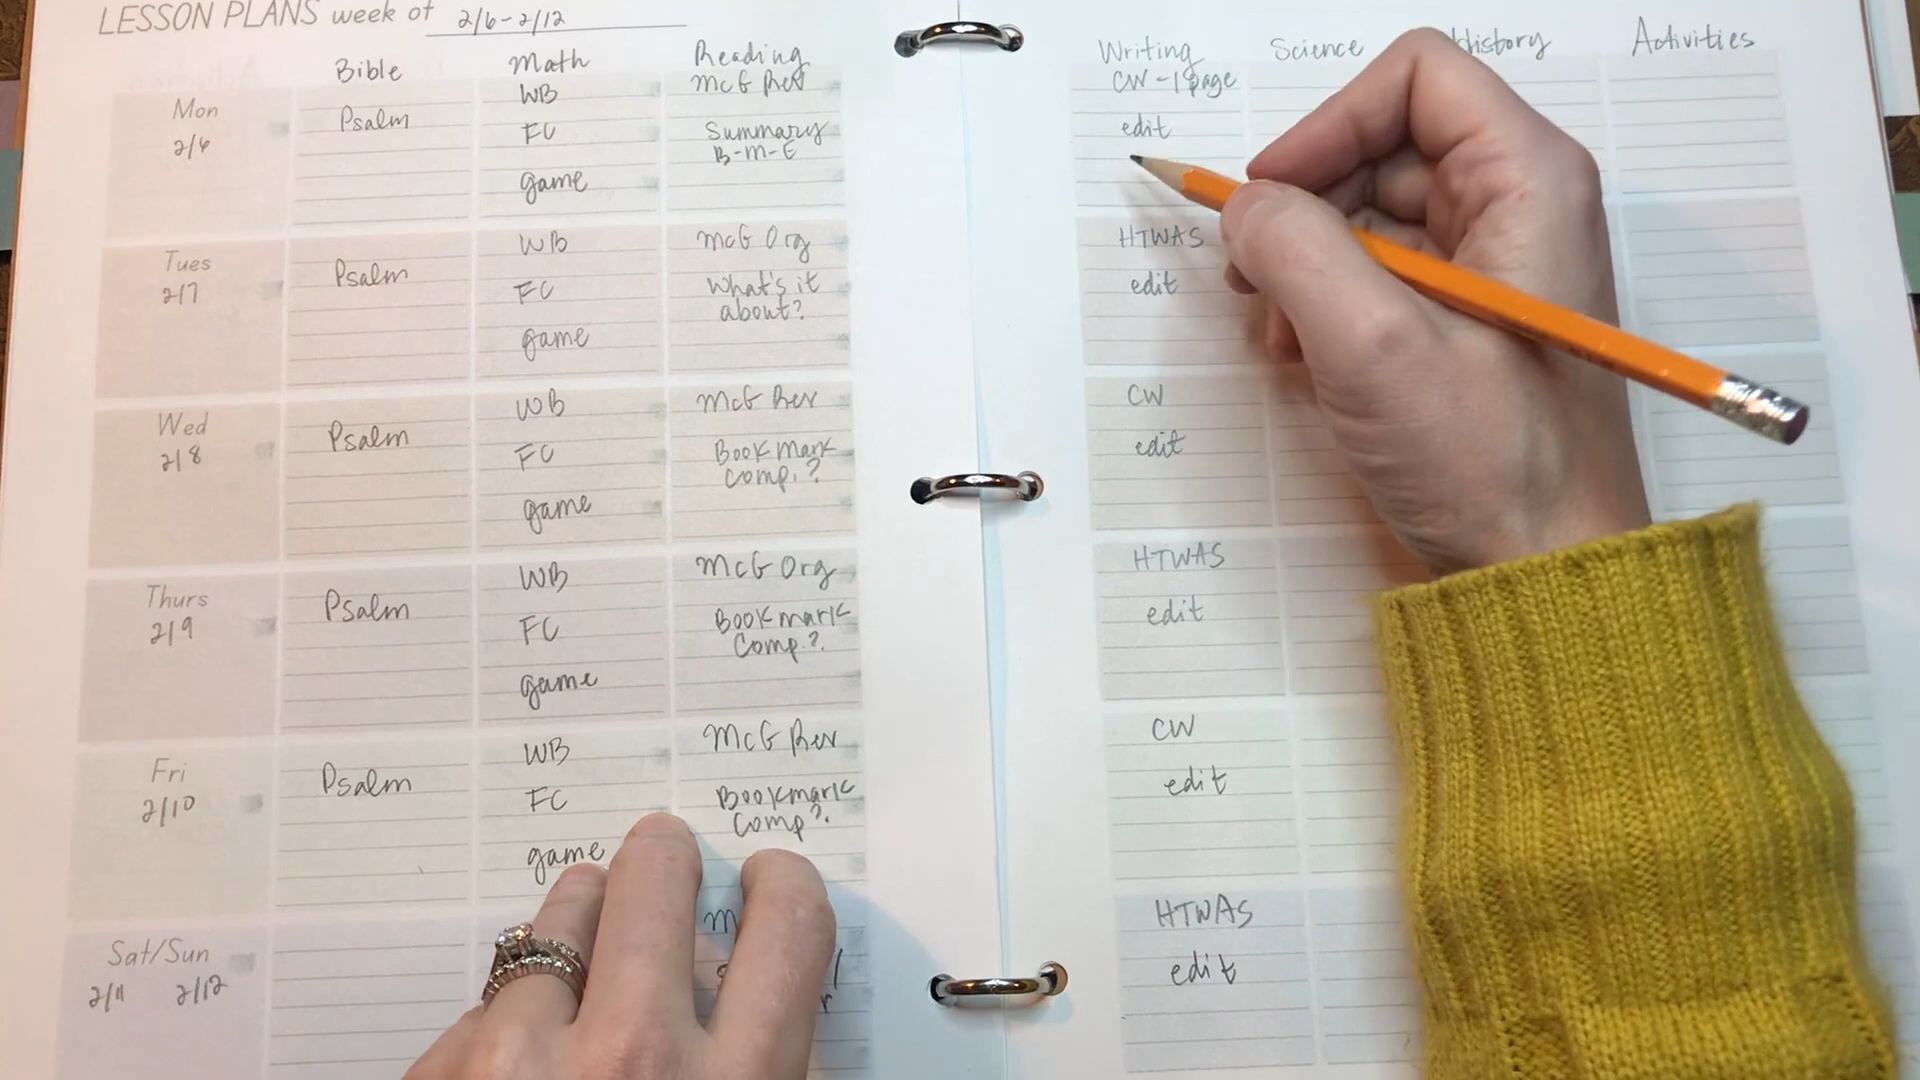 LESSON PLANS week of 2/6-2/12
Bible Math Reading Writing Science History Activities
Mon
2/6
Psalm
WB
FC
game
McG Rev
Summary
B-M-E
CW-1page
edit
Tues
2/7
Psalm
WB
FC
game
McG Org
What's it
about?
HTWAS
edit
Wed
2/8
Psalm
WB
FC
game
McG Rev
Bookmark
Comp.?
CW
edit
Thurs
2/9
Psalm
WB
FC
game
McG Org
Bookmark
Comp.?
HTWAS
edit
Fri
2/10
Psalm
WB
FC
game
McG Rev
Bookmark
Comp?
CW
edit
Sat/Sun
2/11 2/12
HTWAS
edit